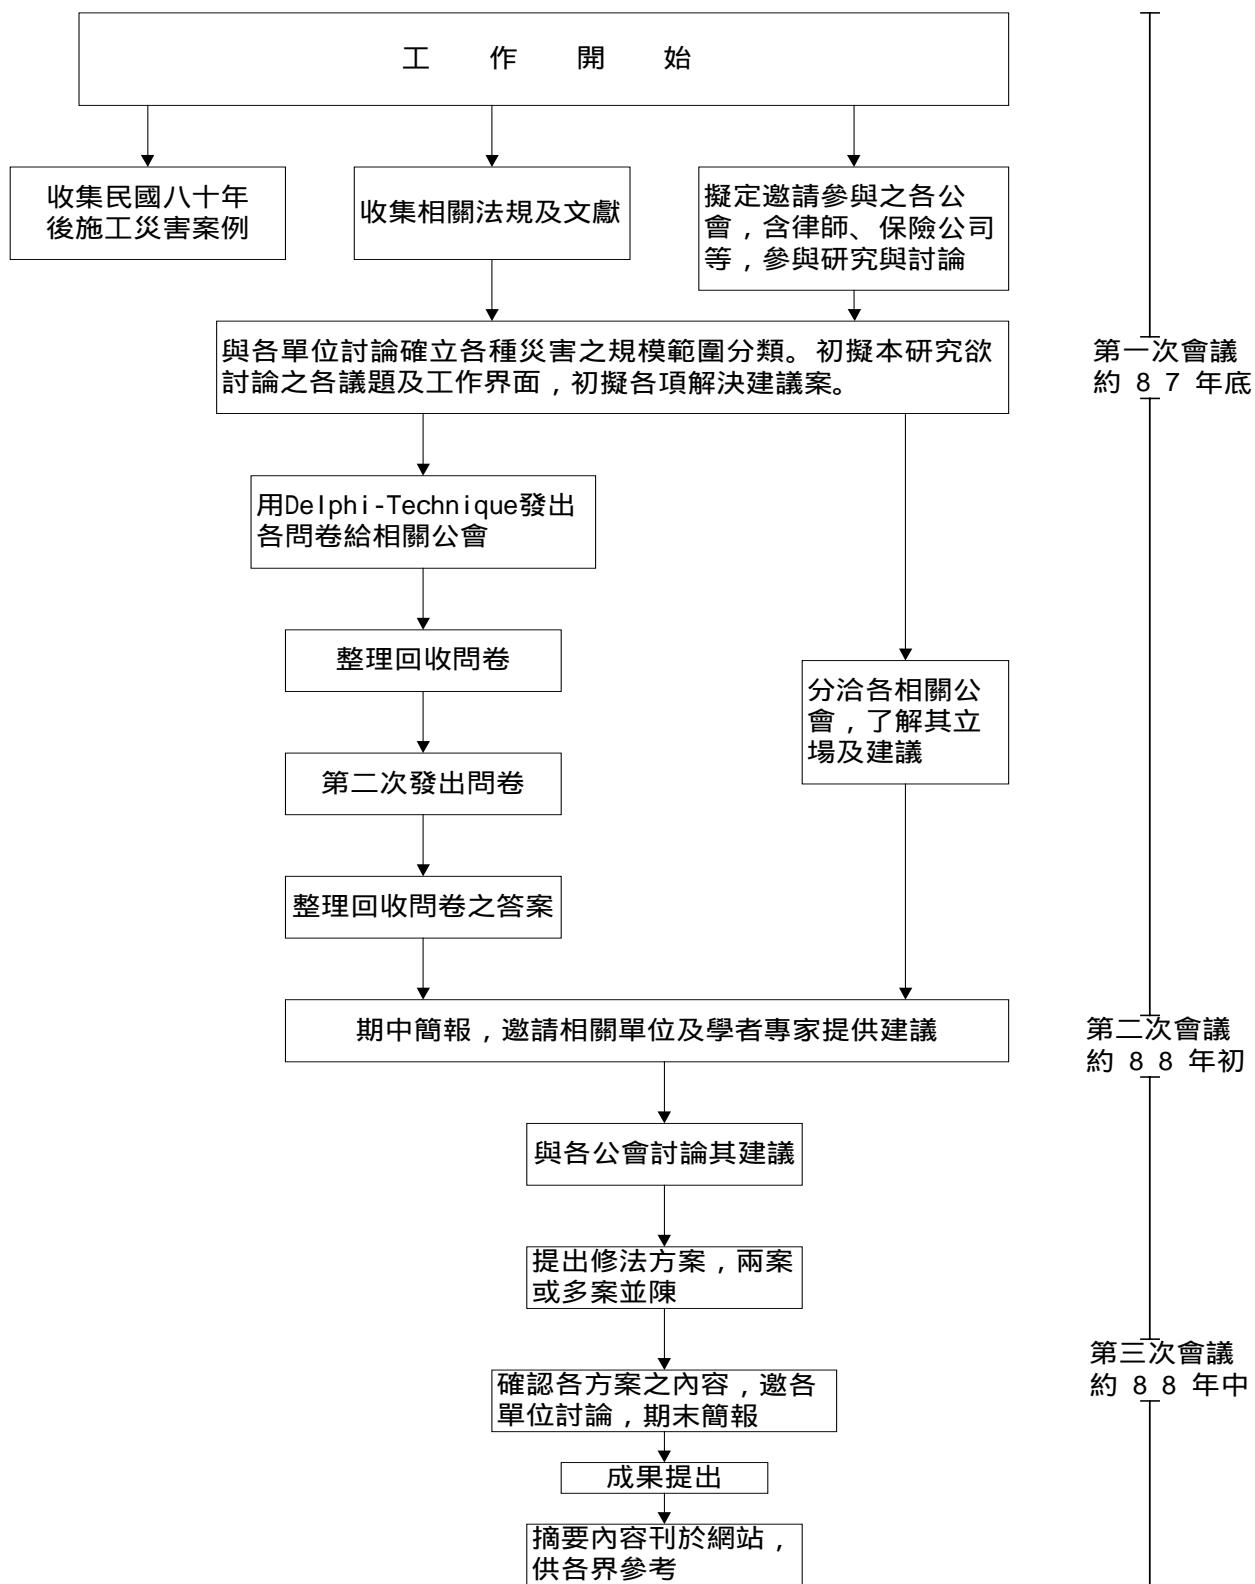 工 作 開 始
收集民國八十年
後施工災害案例
收集相關法規及文獻
擬定邀請參與之各公
會，含律師、保險公司
等，參與研究與討論
與各單位討論確立各種災害之規模範圍分類。初擬本研究欲
討論之各議題及工作界面，初擬各項解決建議案。
第一次會議
約 8 7 年底
用Delphi-Technique發出
各問卷給相關公會
整理回收問卷
分洽各相關公
會，了解其立
場及建議
第二次發出問卷
整理回收問卷之答案
期中簡報，邀請相關單位及學者專家提供建議
第二次會議
約 8 8 年初
與各公會討論其建議
提出修法方案，兩案
或多案並陳
確認各方案之內容，邀各
單位討論，期末簡報
第三次會議
約 8 8 年中
成果提出
摘要內容刊於網站，
供各界參考